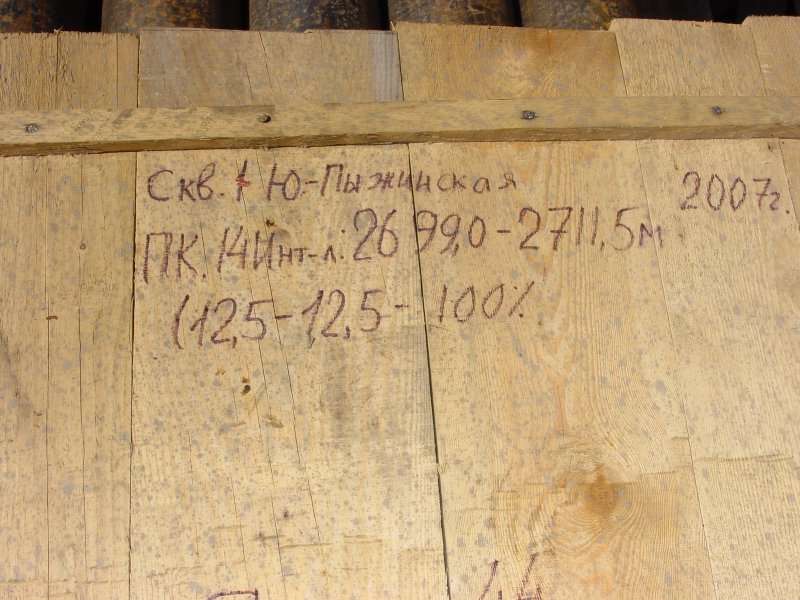 Скв. 1 Ю.-Пыжинская 2007г.
ПК. 14 Инт-л: 2699,0-2711,5м
(12,5-12,5-100%